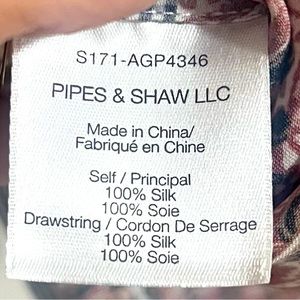 S171-AGP4346
PIPES & SHAW LLC
Made in China/
Fabriqué en Chine
Self / Principal
100% Silk
100% Soie
Drawstring / Cordon De Serrage
100% Silk
100% Soie